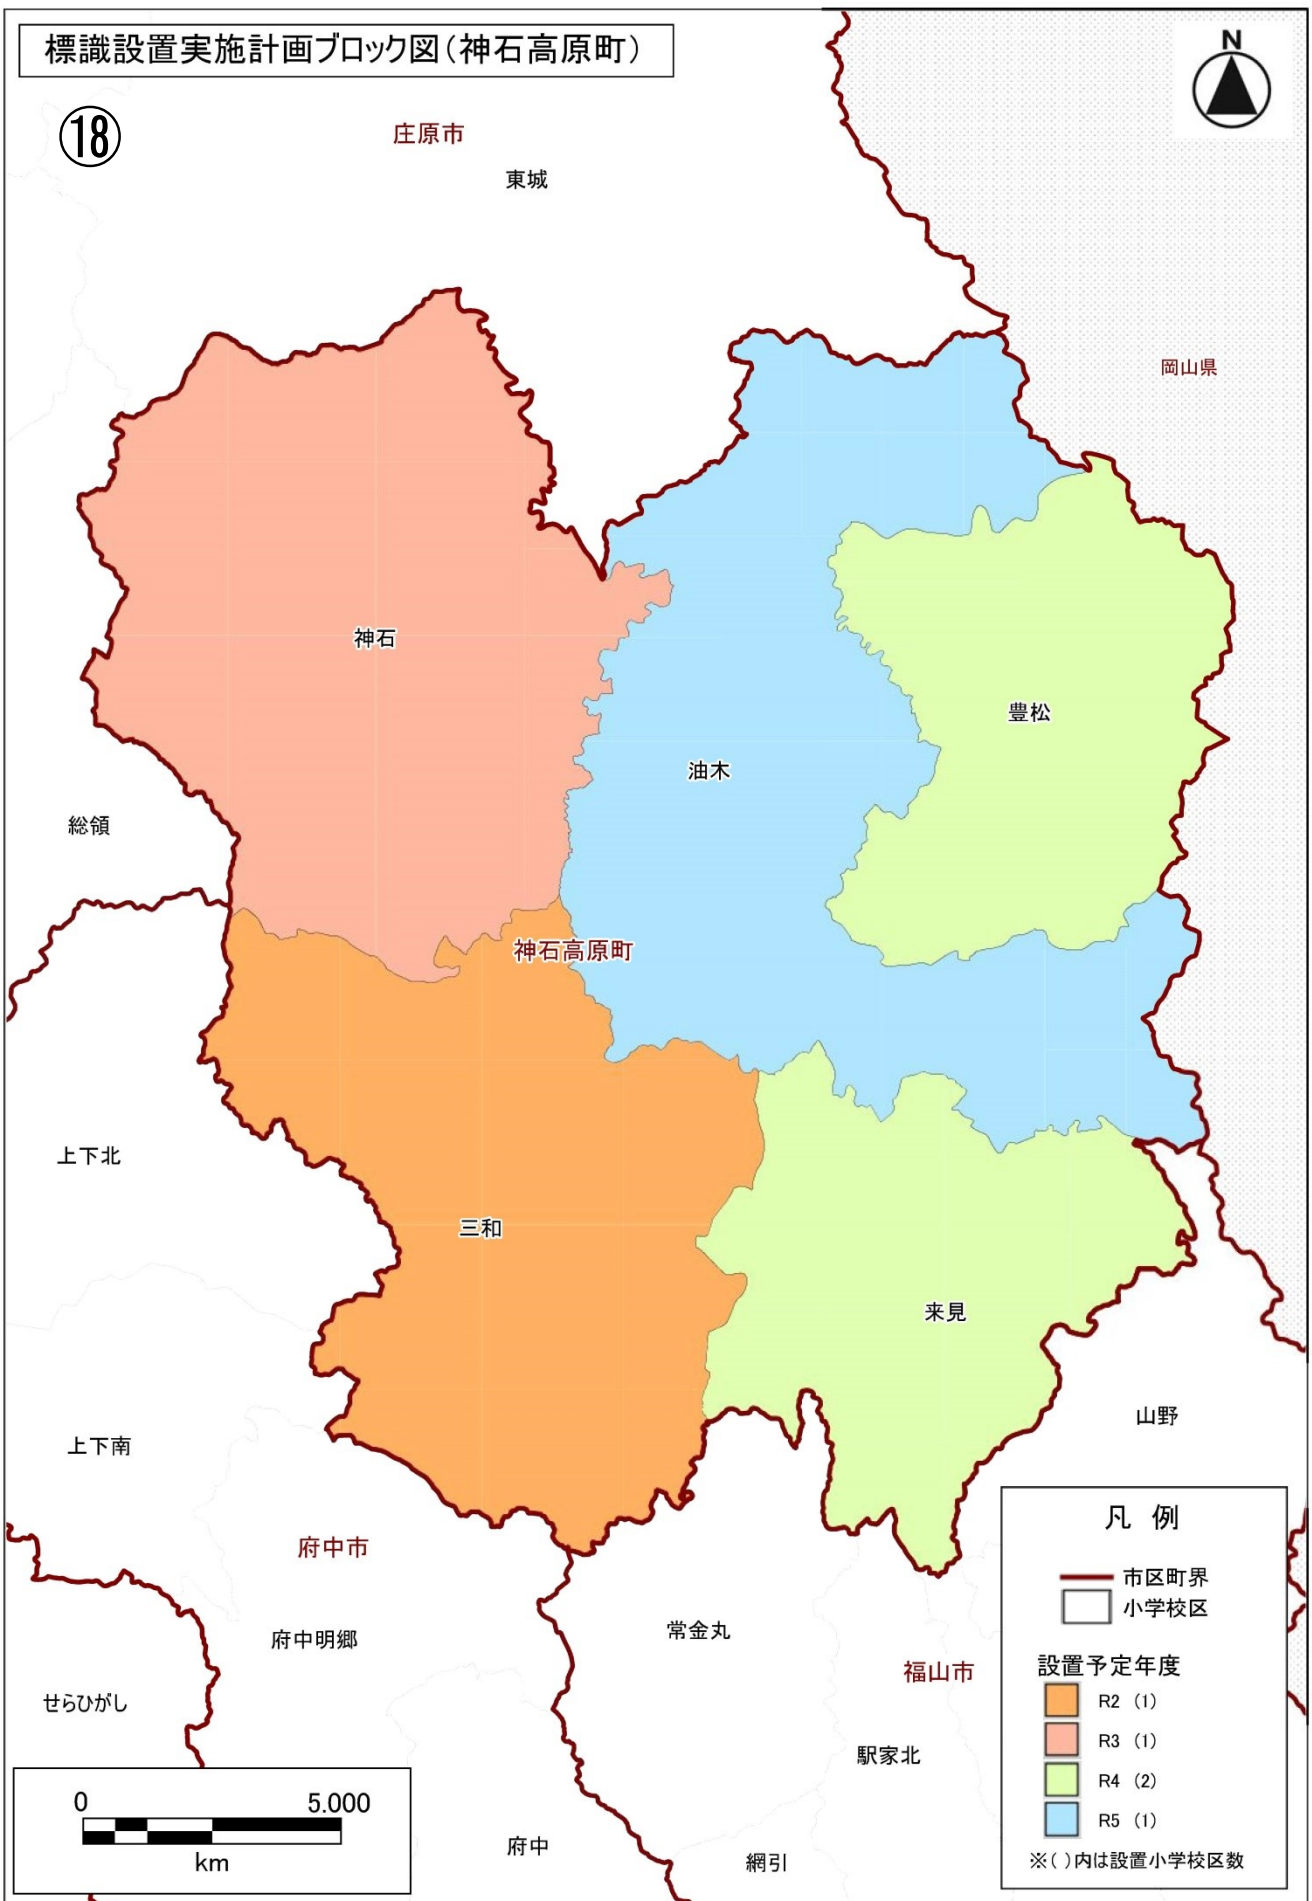 標識設置実施計画ブロック図(神石高原町)
N
⑱
庄原市
東城
岡山県
神石
豊松
油木
総領
神石高原町
上下北
三和
来見
山野
上下南
府中市
府中明郷
常金丸
福山市
せらひがし
駅家北
府中
網引
凡 例
市区町界
小学校区
設置予定年度
R2 (1)
R3 (1)
R4 (2)
R5 (1)
※( )内は設置小学校区数
0 5.000
km